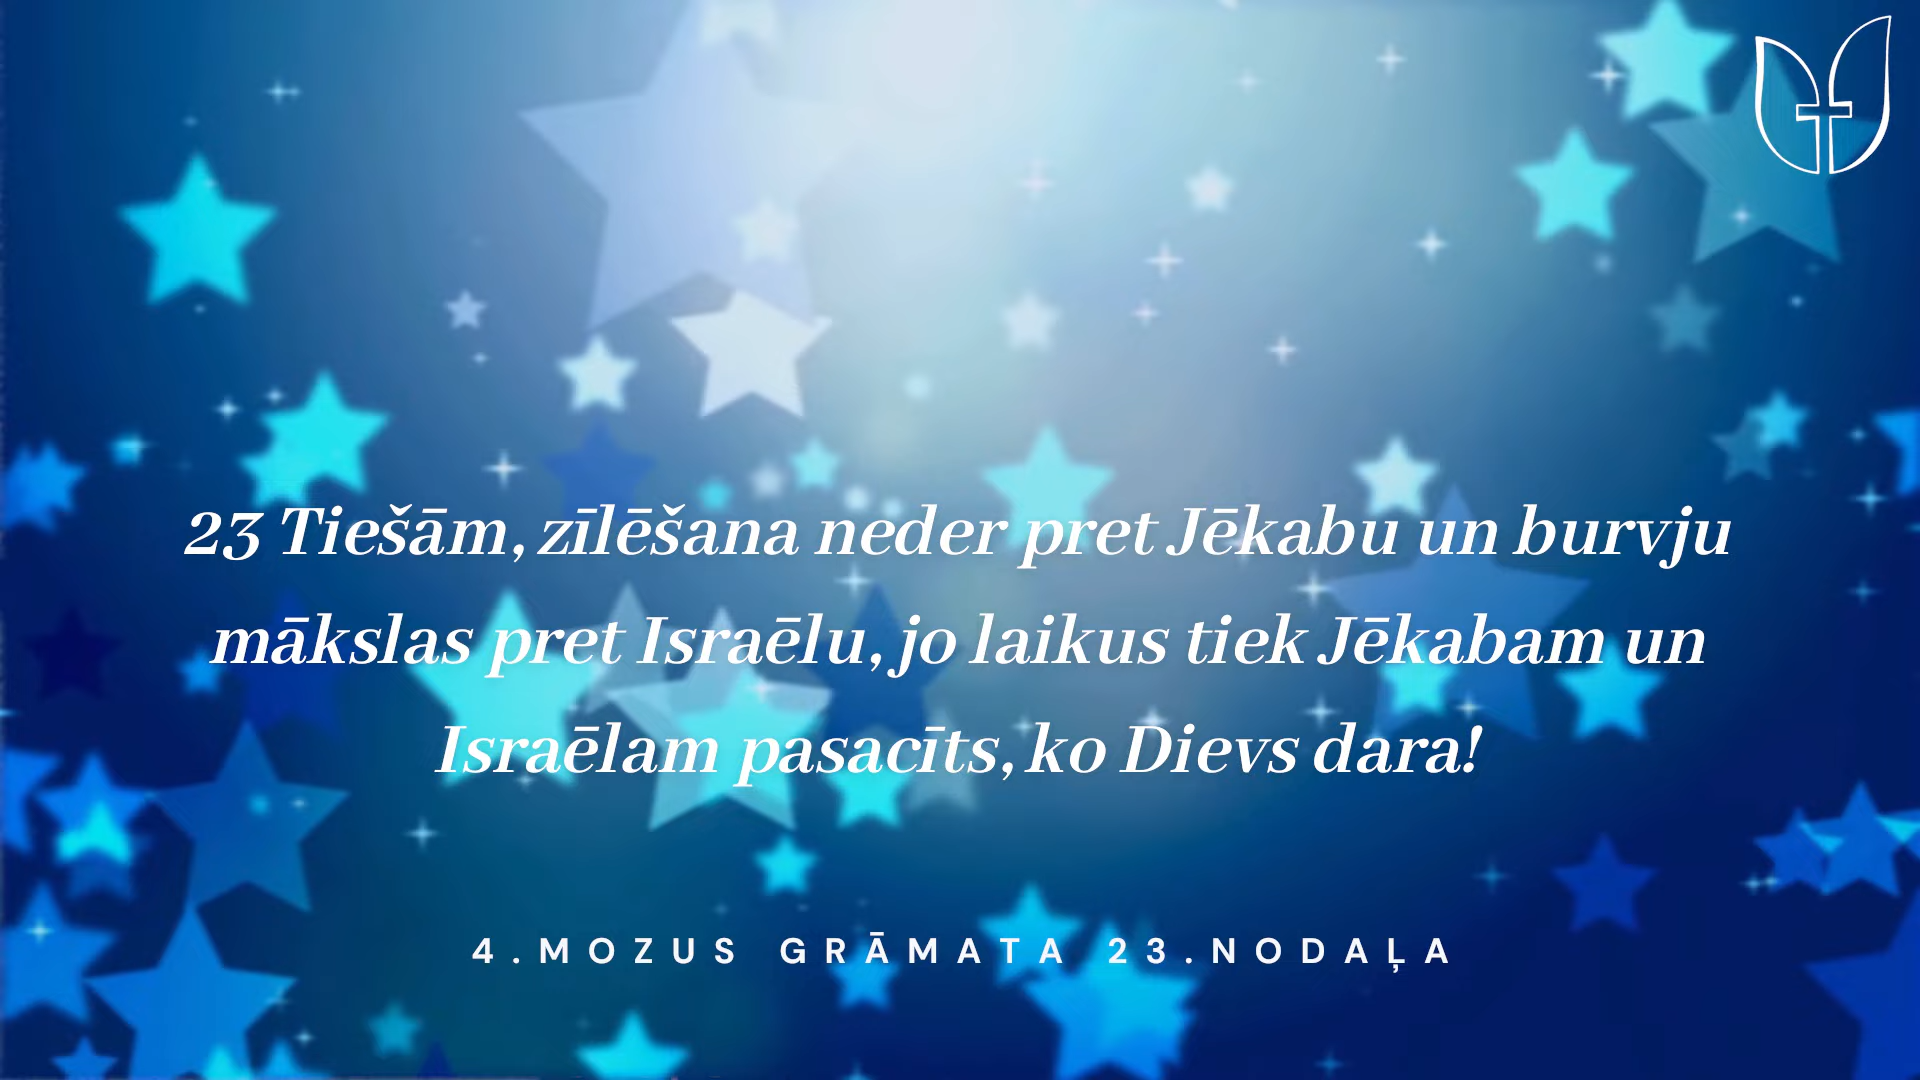 23 Tiešām, zīlēšana neder pret Jēkabu un burvju
mākslas pret Israēlu, jo laikus tiek Jēkabam un
Israēlam pasacīts, ko Dievs dara!
4.MOZUS GRĀMATA 23.NODAĻA